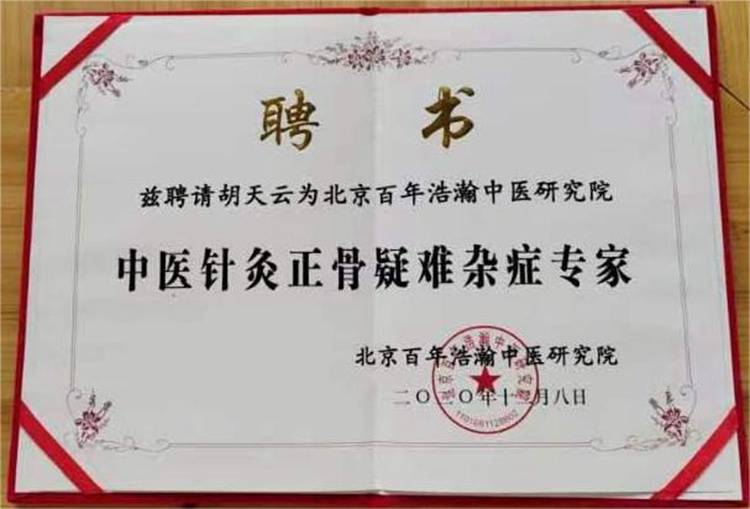 聘书
兹聘请胡天云为北京百年浩瀚中医研究院
中医针灸正骨疑难杂症专家
北京百年浩瀚中医研究院
二〇二〇年十二月八日